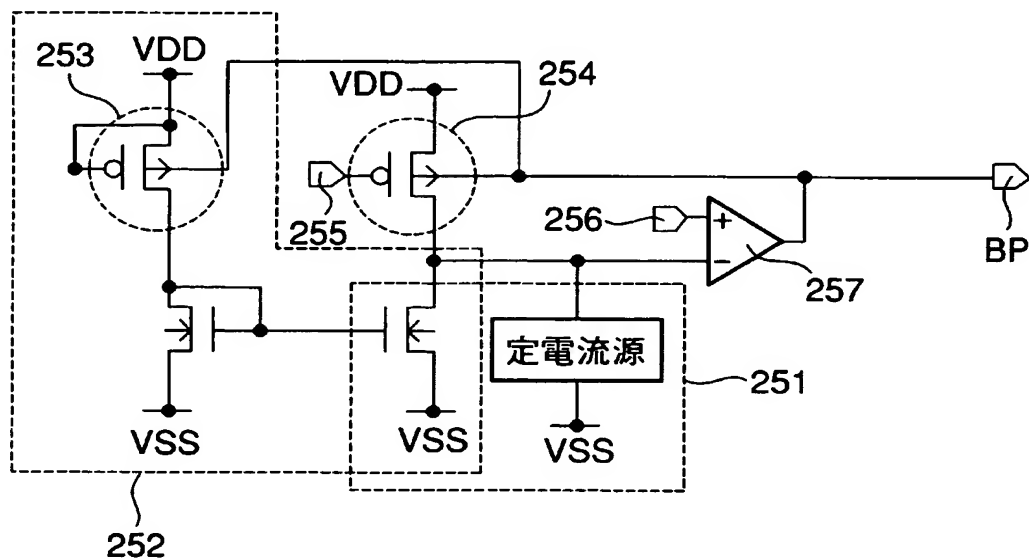 253
VDD
VDD
254
255
256
+
−
257
BP
定電流源
251
VSS
VSS
VSS
252